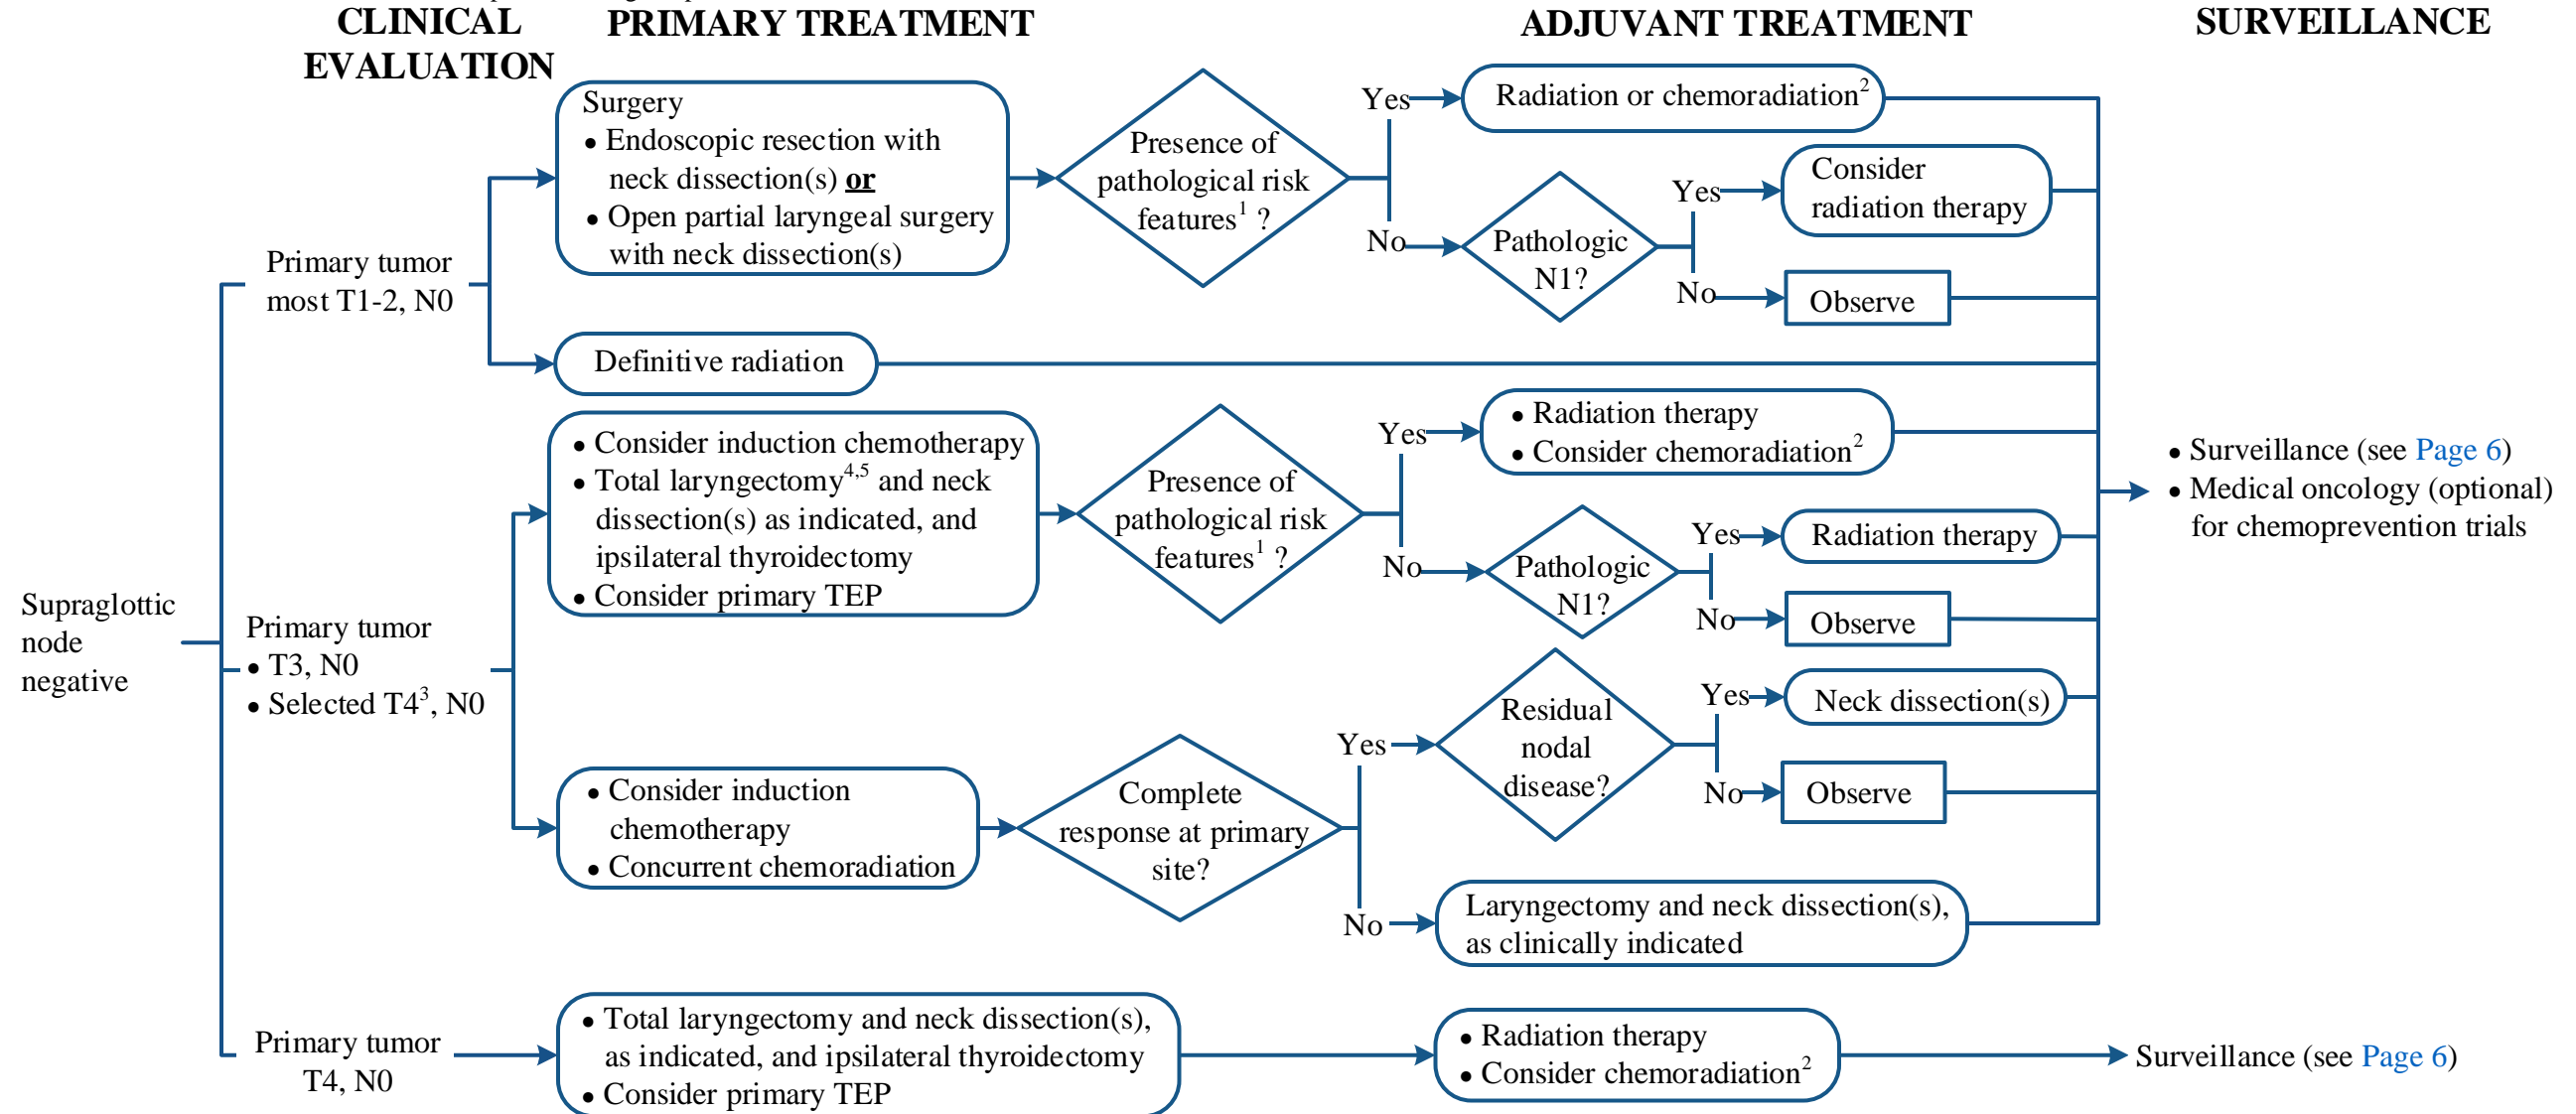 CLINICAL
EVALUATION
PRIMARY TREATMENT
ADJUVANT TREATMENT
SURVEILLANCE
Supraglottic
node
negative
Primary tumor
most T1-2, N0
Surgery
● Endoscopic resection with
neck dissection(s) or
● Open partial laryngeal surgery
with neck dissection(s)
Presence of
pathological risk
features1 ?
Yes
Radiation or chemoradiation2
No
Pathologic
N1?
Yes
Consider
radiation therapy
No
Observe
Definitive radiation
Primary tumor
● T3, N0
● Selected T43, N0
● Consider induction chemotherapy
● Total laryngectomy4,5 and neck
dissection(s) as indicated, and
ipsilateral thyroidectomy
● Consider primary TEP
Presence of
pathological risk
features1 ?
Yes
● Radiation therapy
● Consider chemoradiation2
No
Pathologic
N1?
Yes
Radiation therapy
No
Observe
● Consider induction
chemotherapy
● Concurrent chemoradiation
Complete
response at primary
site?
Yes
Residual
nodal
disease?
Yes
Neck dissection(s)
No
Observe
No
Laryngectomy and neck dissection(s),
as clinically indicated
● Surveillance (see Page 6)
● Medical oncology (optional)
for chemoprevention trials
Primary tumor
T4, N0
● Total laryngectomy and neck dissection(s),
as indicated, and ipsilateral thyroidectomy
● Consider primary TEP
● Radiation therapy
● Consider chemoradiation2
Surveillance (see Page 6)